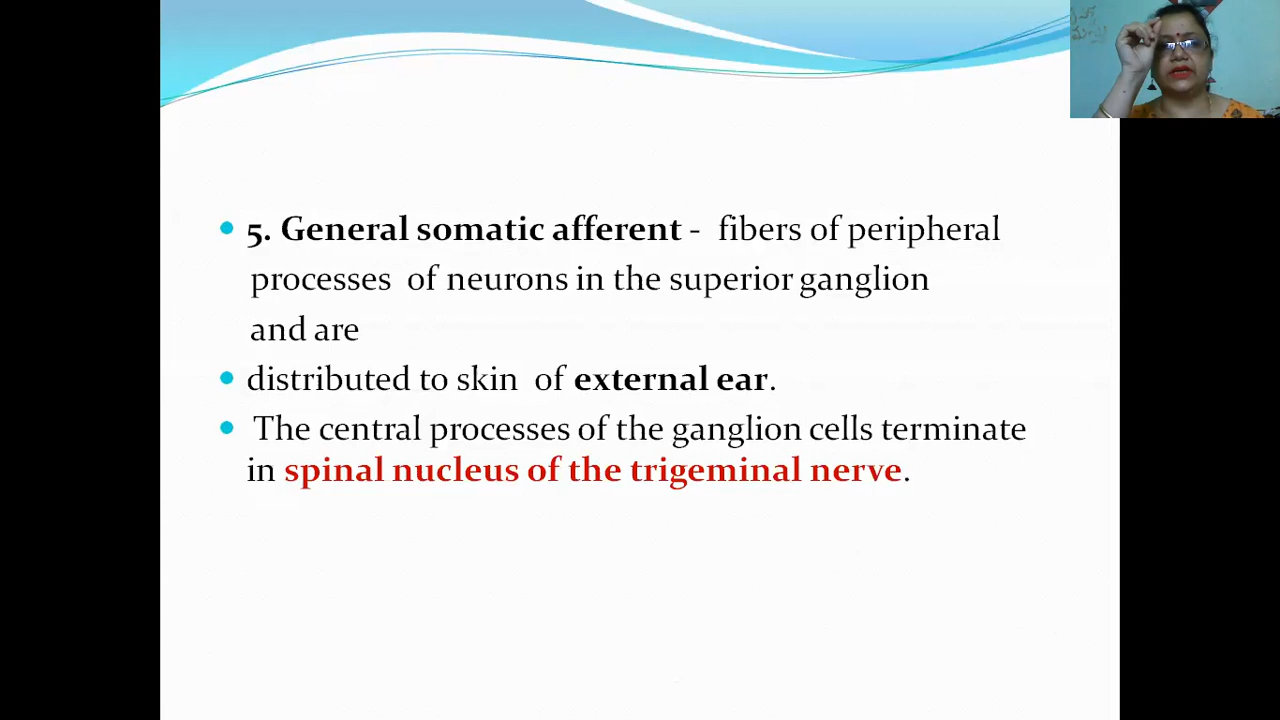 5. General somatic afferent - fibers of peripheral
processes of neurons in the superior ganglion
and are
distributed to skin of external ear.
The central processes of the ganglion cells terminate
in spinal nucleus of the trigeminal nerve.